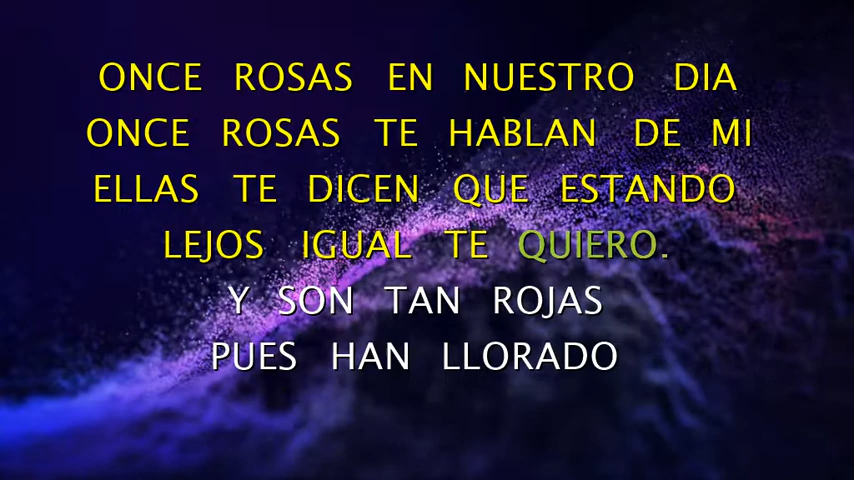 ONCE ROSAS EN NUESTRO DIA
ONCE ROSAS TE HABLAN DE MI
ELLAS TE DICEN QUE ESTANDO
LEJOS IGUAL TE QUIERO.
Y SON TAN ROJAS
PUES HAN LLORADO